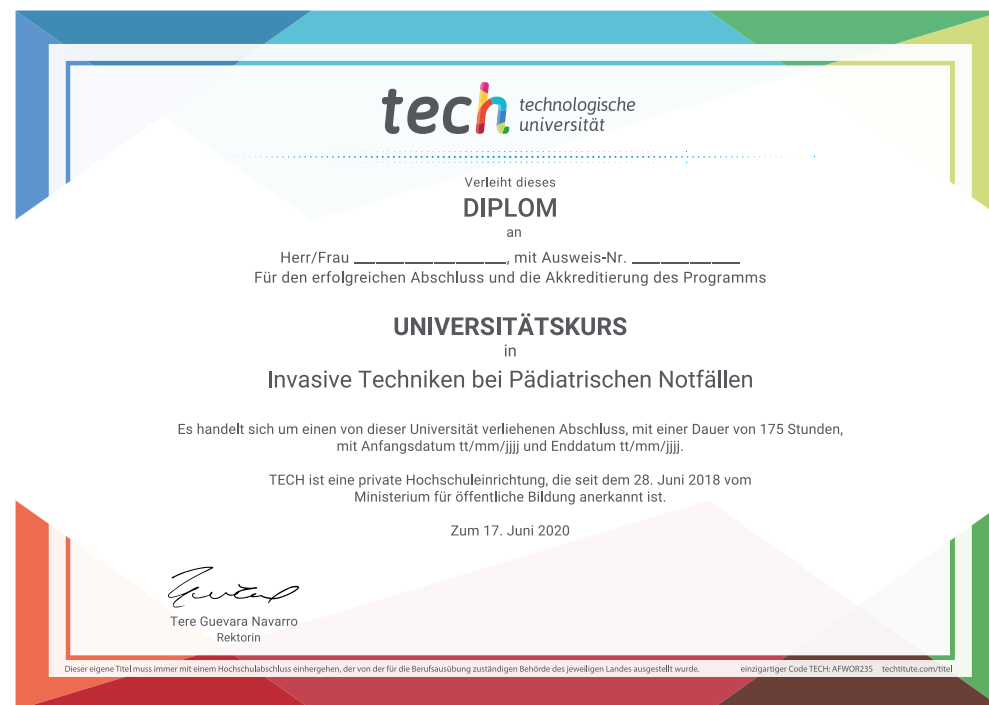 tech technologische
universität
Verleiht dieses
DIPLOM
an
Herr/Frau ________________, mit Ausweis-Nr. ____________
Für den erfolgreichen Abschluss und die Akkreditierung des Programms
UNIVERSITÄTSKURS
in
Invasive Techniken bei Pädiatrischen Notfällen
Es handelt sich um einen von dieser Universität verliehenen Abschluss, mit einer Dauer von 175 Stunden,
mit Anfangsdatum tt/mm/jjjj und Enddatum tt/mm/jjjj.
TECH ist eine private Hochschuleinrichtung, die seit dem 28. Juni 2018 vom
Ministerium für öffentliche Bildung anerkannt ist.
Zum 17. Juni 2020
Tere Guevara Navarro
Rektorin
Dieser eigene Titel muss immer mit einem Hochschulabschluss einhergehen, der von der für die Berufsausübung zuständigen Behörde des jeweiligen Landes ausgestellt wurde. einzigartiger Code TECH: AFWOR23S techtitute.com/titel